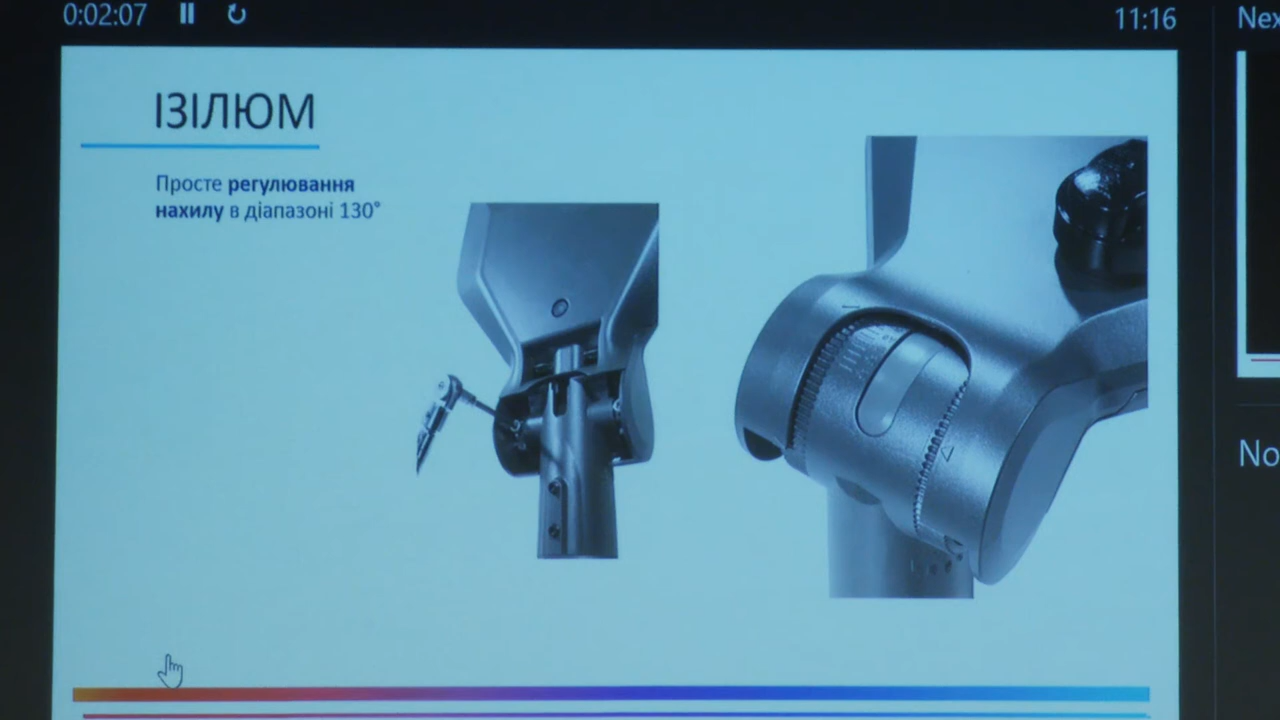 0:02:07
11:16
Nex
ІЗІЛЮМ
Просте регулювання
нахилу в діапазоні 130°
No